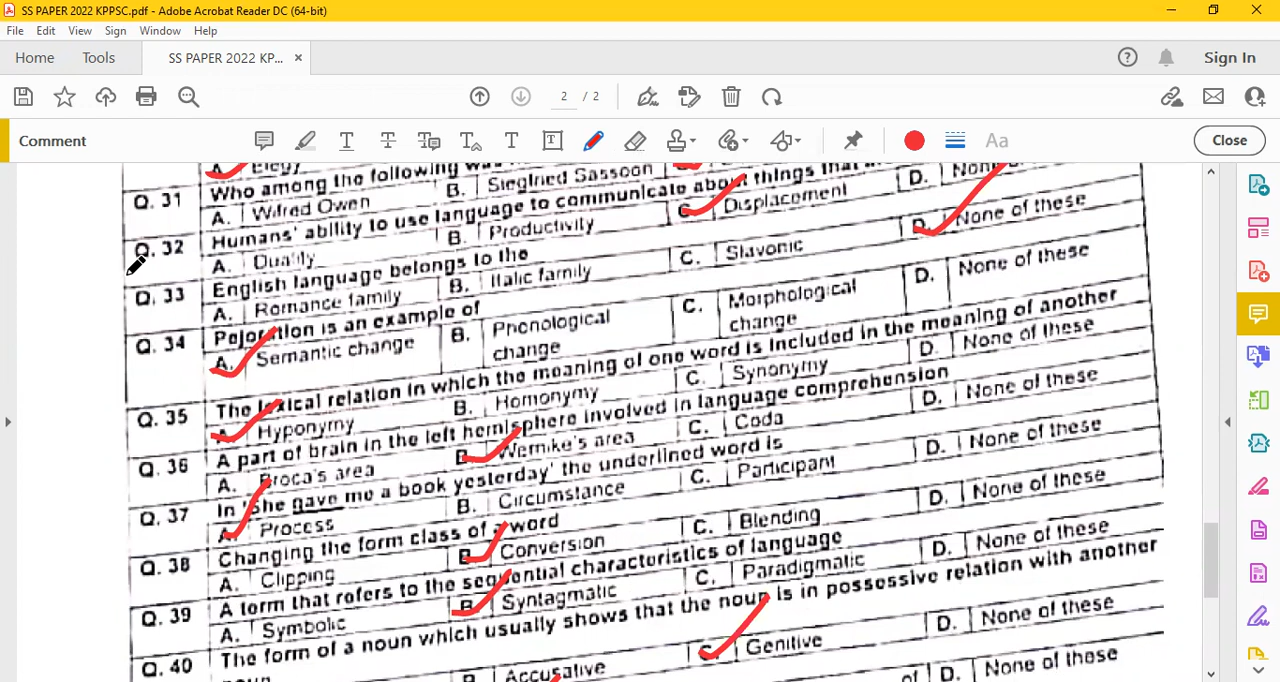 SS PAPER 2022 KPPSC.pdf - Adobe Acrobat Reader DC (64-bit)
File Edit View Sign Window Help
Home Tools SS PAPER 2022 KP... × Sign In
2 / 2
Comment Close
A. Elegy
Q. 31 Who among the following was
A. Wilfred Owen B. Siegfried Sassoon D. None of
Q. 32 Humans' ability to use language to communicate about things that
A. Duality B. Productivity C. Displacement D. None of these
Q. 33 English language belongs to the
A. Romance family B. Italic family C. Slavonic D. None of these
Q. 34 Pejoration is an example of
A. Semantic change B. Phonological change C. Morphological change D. None of these
Q. 35 The lexical relation in which the meaning of one word is included in the meaning of another
A. Hyponymy B. Homonymy C. Synonymy D. None of these
Q. 36 A part of brain in the left hemisphere involved in language comprehension
A. Broca's area B. Wernike's area C. Coda D. None of these
Q. 37 In 'She gave me a book yesterday' the underlined word is
A. Process B. Circumstance C. Participant D. None of these
Q. 38 Changing the form class of a word
A. Clipping B. Conversion C. Blending D. None of these
Q. 39 A term that refers to the sequential characteristics of language
A. Symbolic B. Syntagmatic C. Paradigmatic D. None of these
Q. 40 The form of a noun which usually shows that the noun is in possessive relation with another
noun
B. Accusative C. Genitive D. None of these
of D. None of these